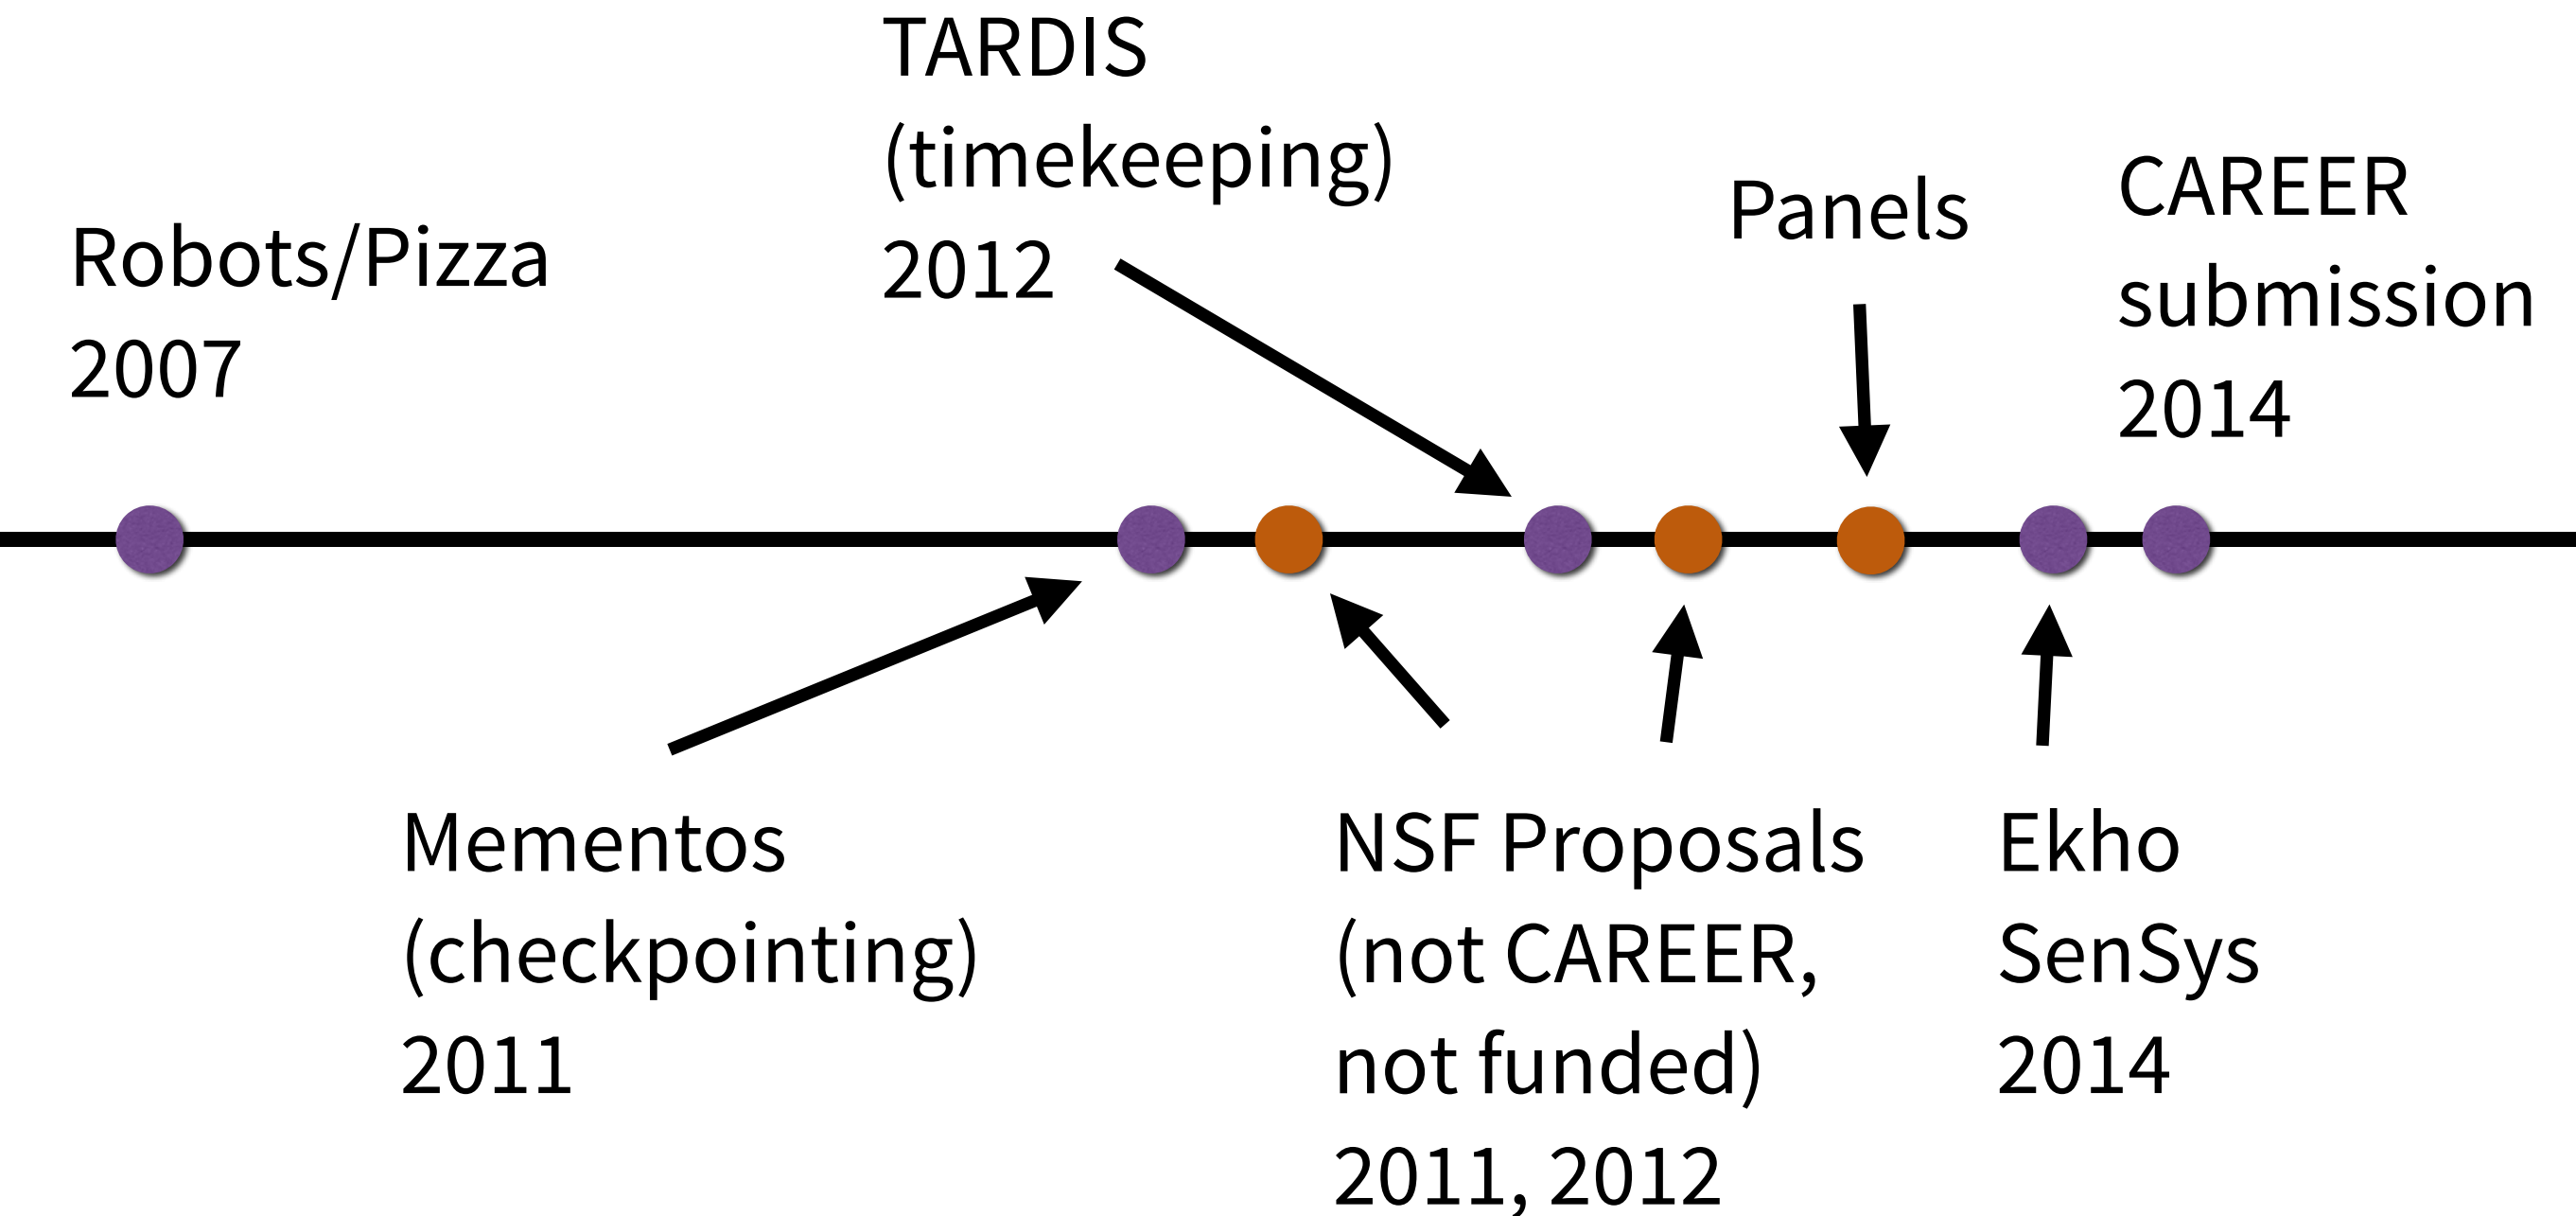 Robots/Pizza
2007
TARDIS
(timekeeping)
2012
Panels
CAREER
submission
2014
Mementos
(checkpointing)
2011
NSF Proposals
(not CAREER,
not funded)
2011, 2012
Ekho
SenSys
2014